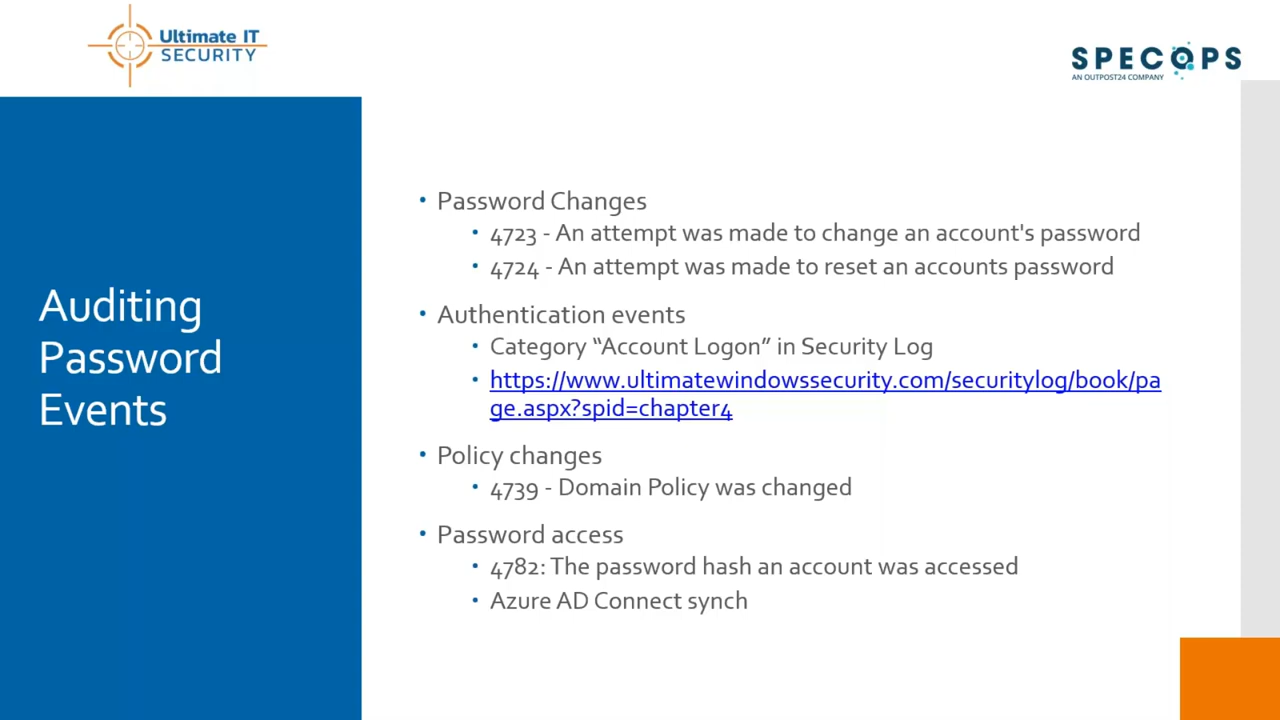 Ultimate IT
SECURITY
SPECOPS
AN OUTPOST24 COMPANY
Auditing
Password
Events
• Password Changes
• 4723 - An attempt was made to change an account's password
• 4724 - An attempt was made to reset an accounts password
• Authentication events
• Category “Account Logon” in Security Log
• https://www.ultimatewindowssecurity.com/securitylog/book/pa
ge.aspx?spid=chapter4
• Policy changes
• 4739 - Domain Policy was changed
• Password access
• 4782: The password hash an account was accessed
• Azure AD Connect synch